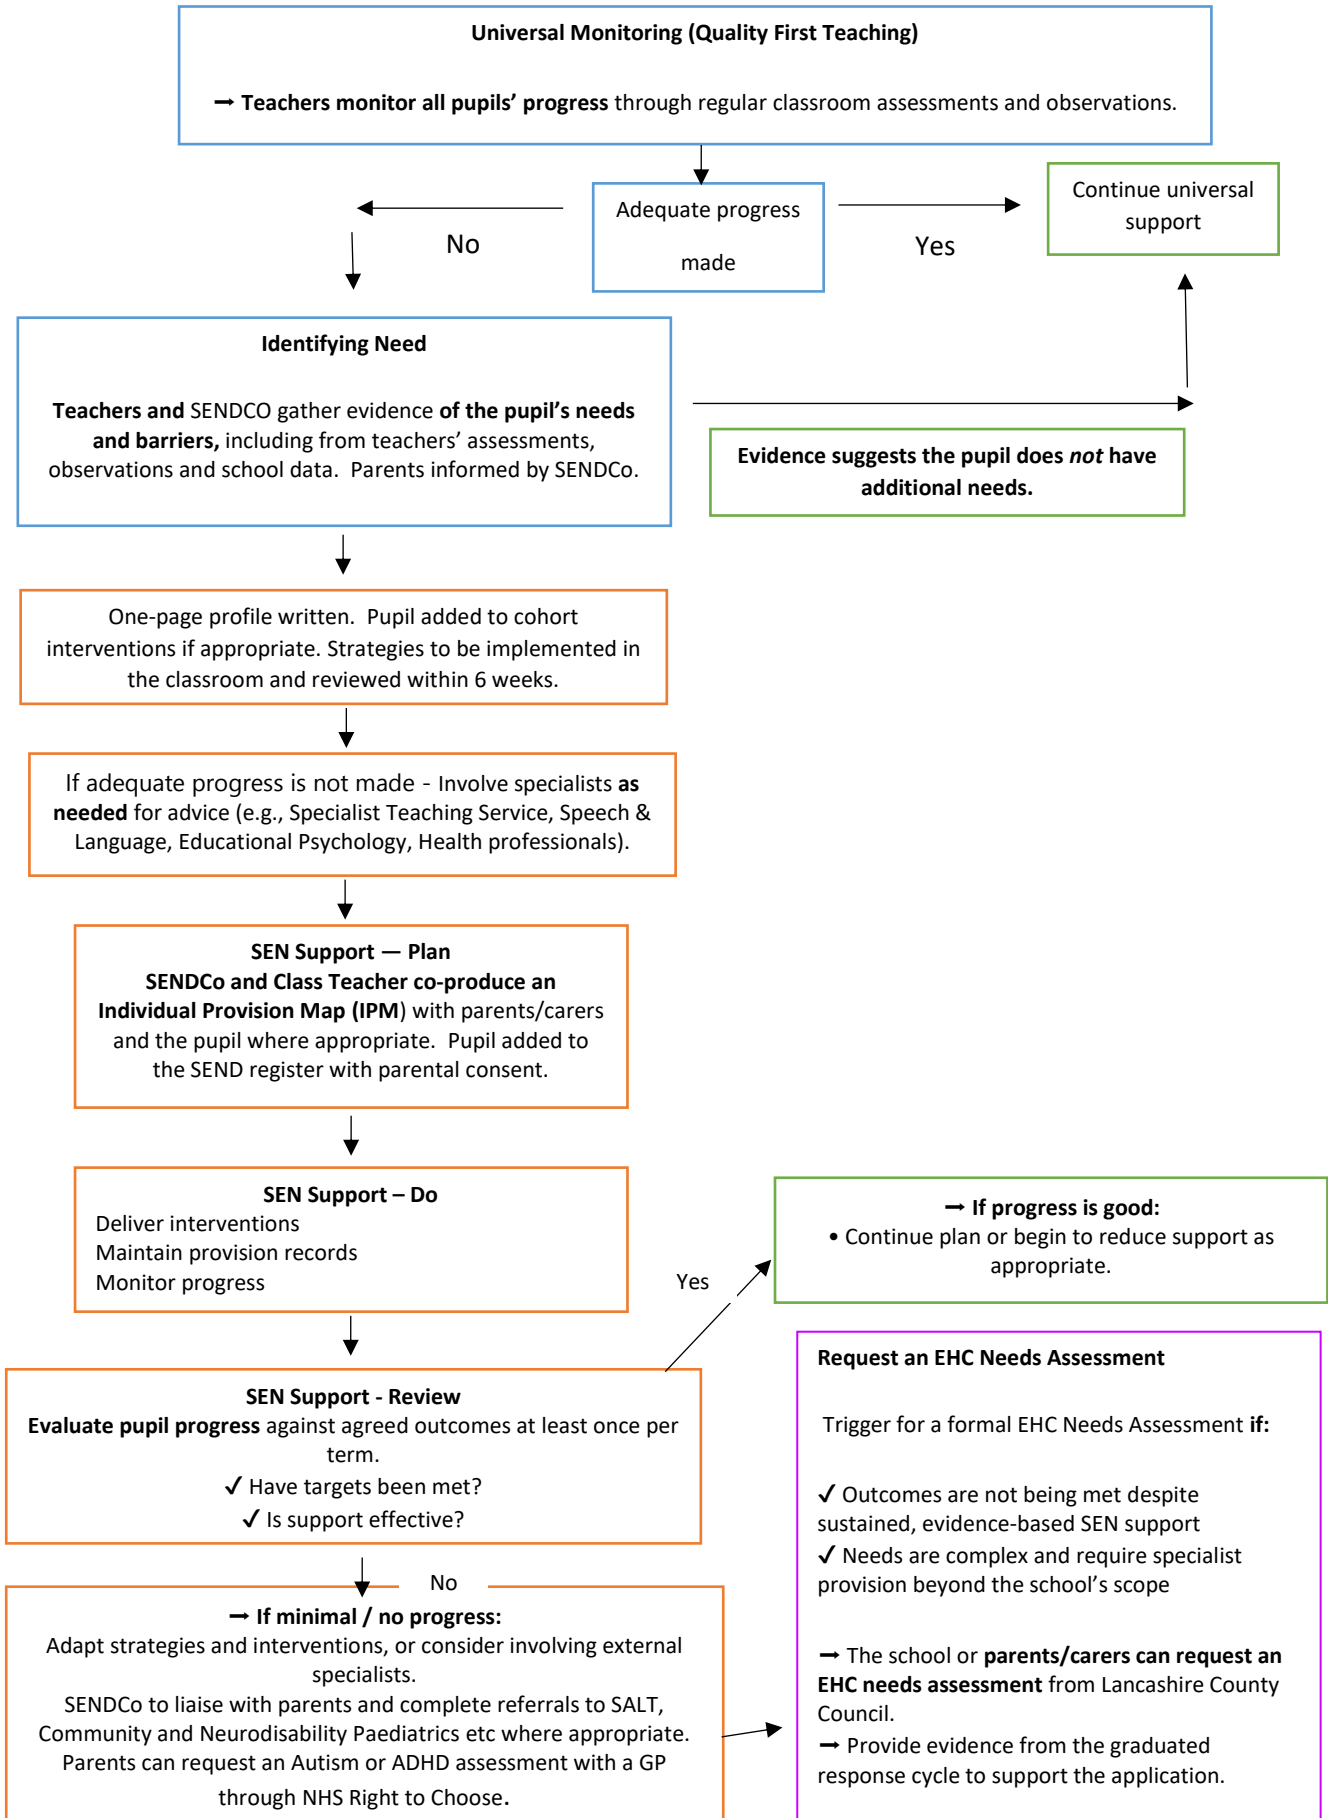 Universal Monitoring (Quality First Teaching)
➞ Teachers monitor all pupils’ progress through regular classroom assessments and observations.
Adequate progress
made
No
Yes
Continue universal
support
Identifying Need
Teachers and SENDCO gather evidence of the pupil’s needs
and barriers, including from teachers’ assessments,
observations and school data.  Parents informed by SENDCo.
Evidence suggests the pupil does not have
additional needs.
One-page profile written.  Pupil added to cohort
interventions if appropriate. Strategies to be implemented in
the classroom and reviewed within 6 weeks.
If adequate progress is not made - Involve specialists as
needed for advice (e.g., Specialist Teaching Service, Speech &
Language, Educational Psychology, Health professionals).
SEN Support — Plan
SENDCo and Class Teacher co-produce an
Individual Provision Map (IPM) with parents/carers
and the pupil where appropriate.  Pupil added to
the SEND register with parental consent.
SEN Support – Do
Deliver interventions
Maintain provision records
Monitor progress
Yes
➞ If progress is good:
• Continue plan or begin to reduce support as
appropriate.
SEN Support - Review
Evaluate pupil progress against agreed outcomes at least once per
term.
✓ Have targets been met?
✓ Is support effective?
No
➞ If minimal / no progress:
Adapt strategies and interventions, or consider involving external
specialists.
SENDCo to liaise with parents and complete referrals to SALT,
Community and Neurodisability Paediatrics etc where appropriate.
Parents can request an Autism or ADHD assessment with a GP
through NHS Right to Choose.
Request an EHC Needs Assessment
Trigger for a formal EHC Needs Assessment if:
✓ Outcomes are not being met despite
sustained, evidence-based SEN support
✓ Needs are complex and require specialist
provision beyond the school’s scope
➞ The school or parents/carers can request an
EHC needs assessment from Lancashire County
Council.
➞ Provide evidence from the graduated
response cycle to support the application.